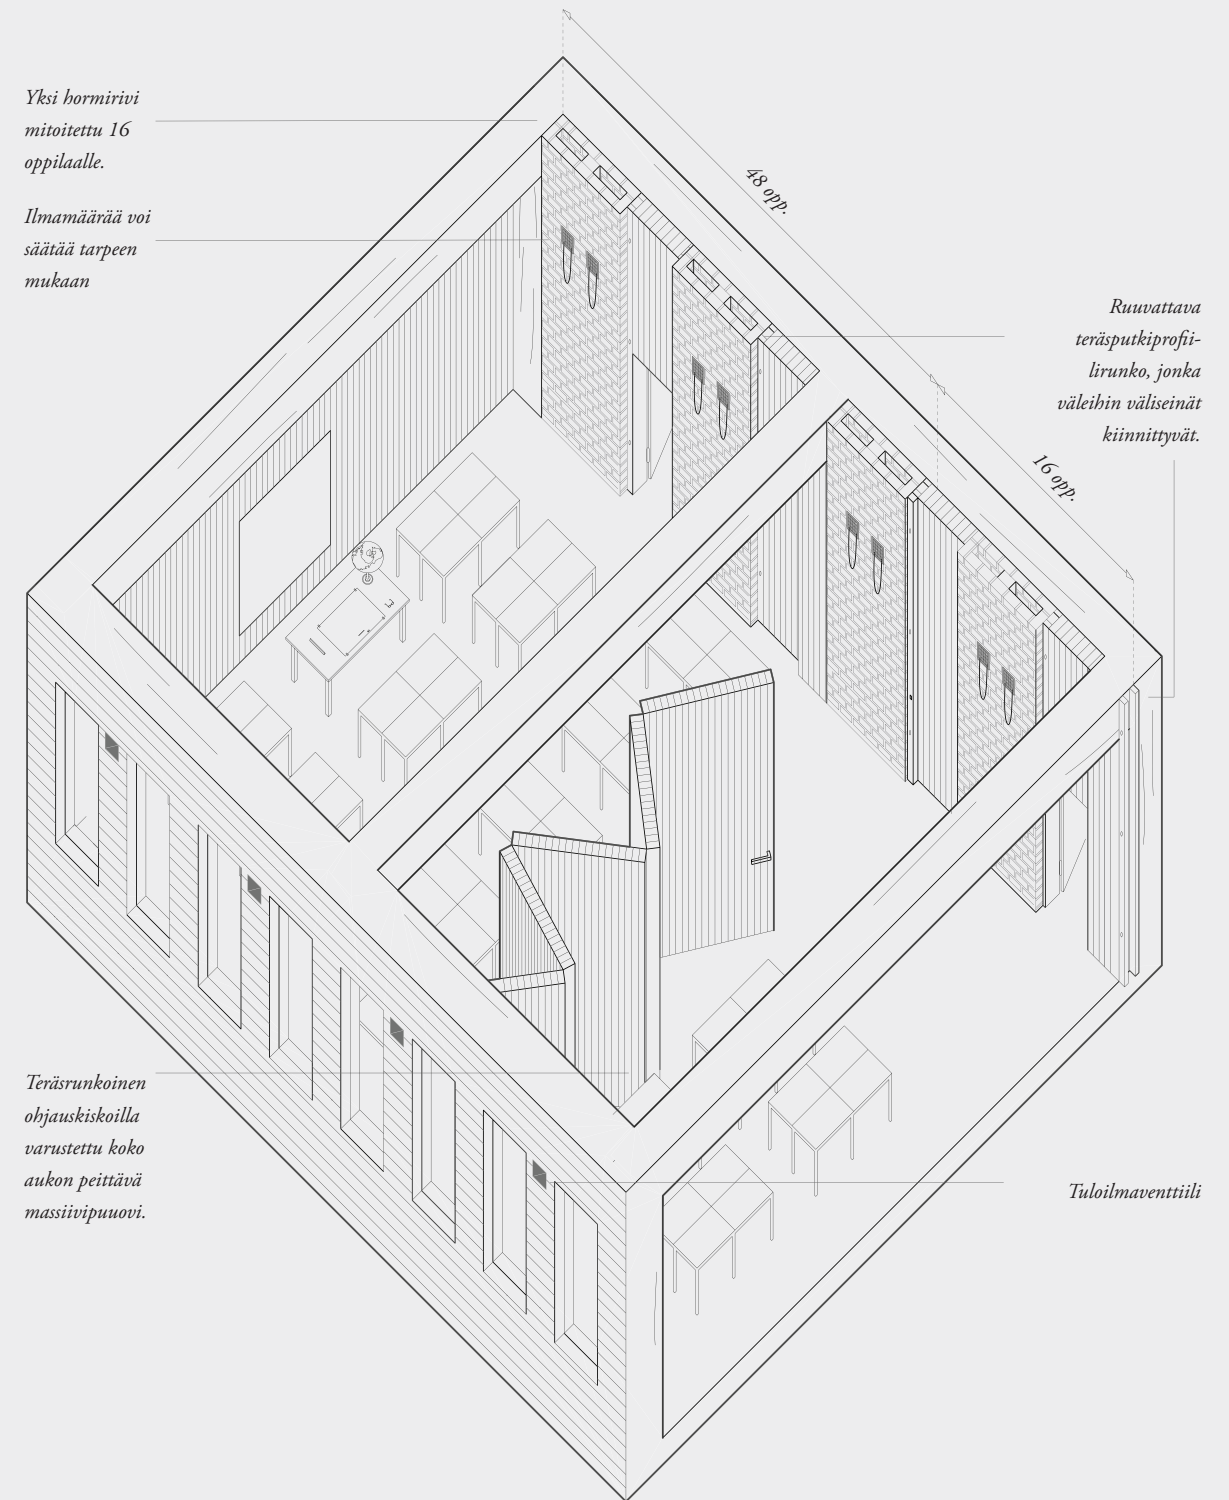 Yksi hormirivi
mitoitettu 16
oppilaalle.
Ilmamäärää voi
säätää tarpeen
mukaan
48 opp.
Ruuvattava
teräsputkiprofii-
lirunko, jonka
väleihin väliseinät
kiinnittyvät.
16 opp.
Teräsrunkoinen
ohjauskiskoilla
varustettu koko
aukon peittävä
massiivipuuovi.
Tuloilmaventtiili